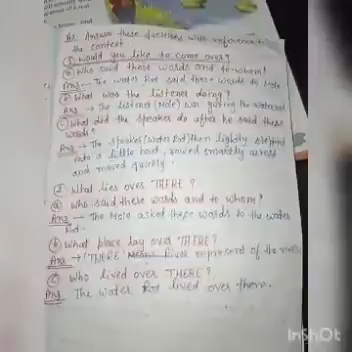 Q1. Answer these questions with reference to
the context
① would you like to come over?
ⓐ Who said these words and to whom?
Ans — The water Rat said these words to Mole
ⓑ What was the listener doing?
Ans → The listener (Mole) was
ⓒ What did the speaker do after he said these
words?
Ans → The speaker (water Rat) then lightly stepped
into a little boat, rowed smartly across
and moved quickly.
② What lies over THERE?
ⓐ Who said these words and to whom?
Ans — The Mole asked these words to the water
Rat.
ⓑ What place lay over THERE?
Ans → 'THERE' River represent of the
ⓒ Who lived over THERE?
Ans The water Rat lived over there.
InShOt